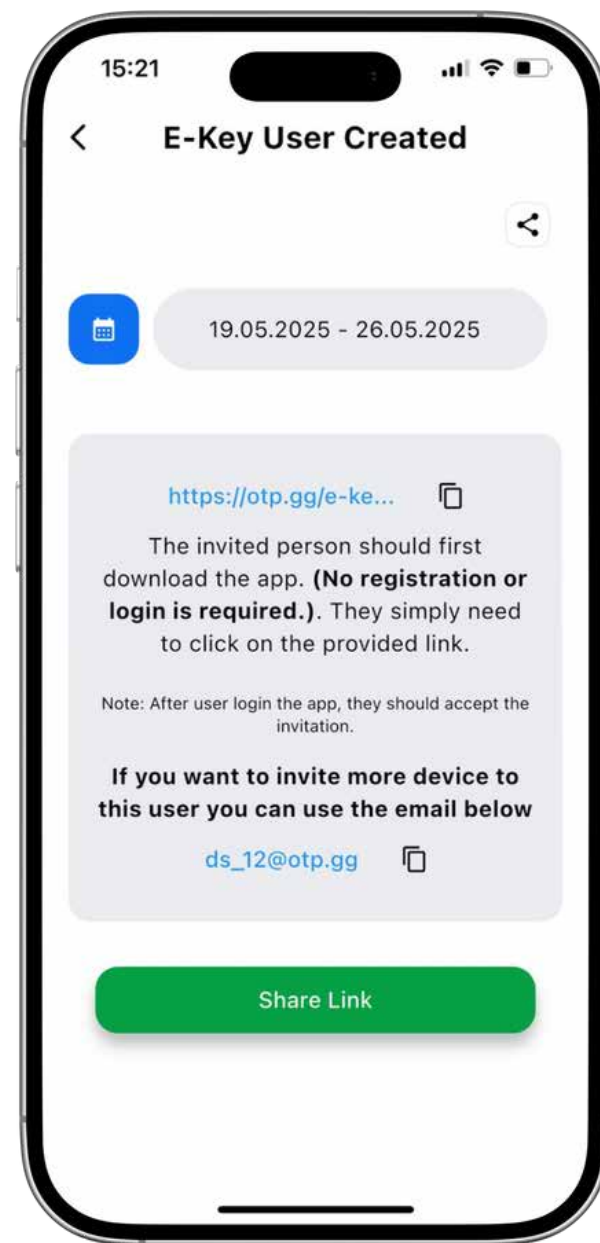 15:21
E-Key User Created
19.05.2025 - 26.05.2025
https://otp.gg/e-ke...
The invited person should first
download the app. (No registration or
login is required.). They simply need
to click on the provided link.
Note: After user login the app, they should accept the
invitation.
If you want to invite more device to
this user you can use the email below
ds_12@otp.gg
Share Link